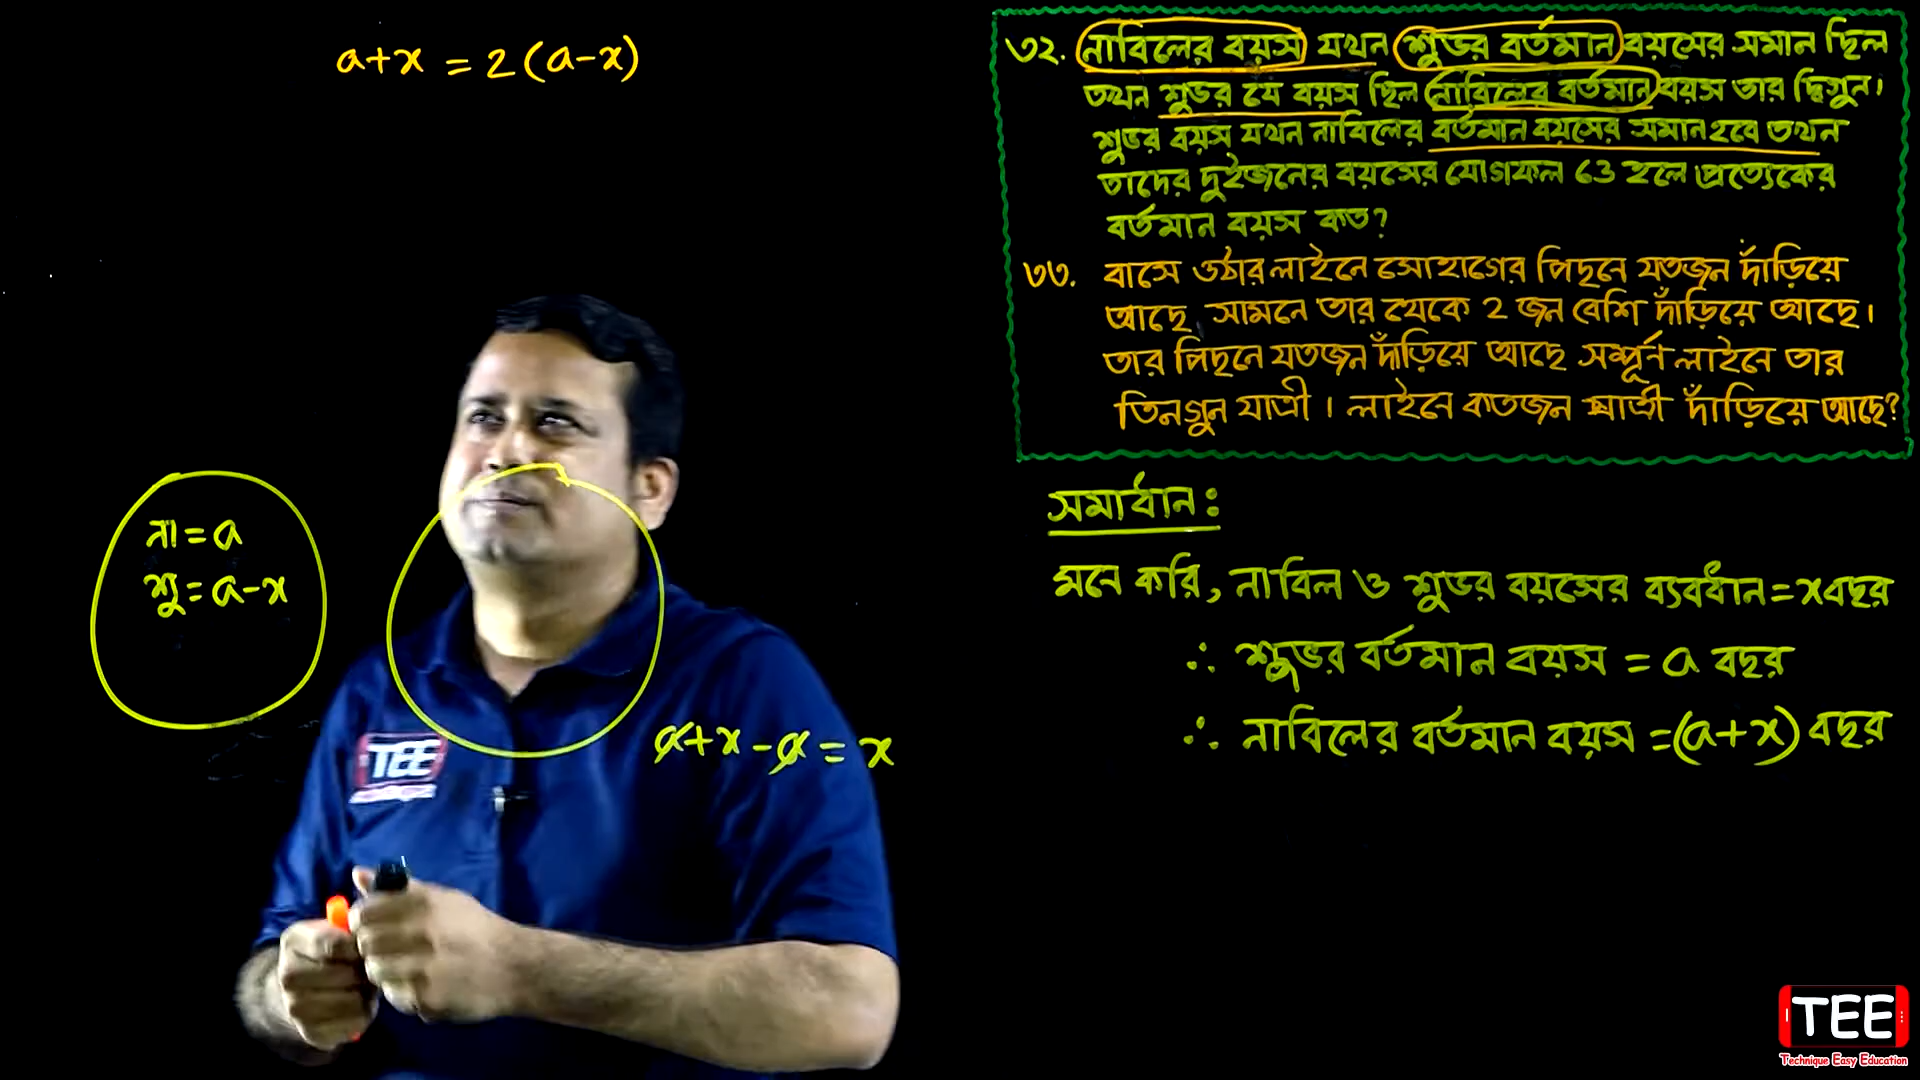 a+x = 2(a-x)
৩২. নাবিলের বয়স যখন শুভর বর্তমান বয়সের সমান ছিল
তখন শুভর যে বয়স ছিল নাবিলের বর্তমান বয়স তার দ্বিগুন।
শুভর বয়স যখন নাবিলের বর্তমান বয়সের সমান হবে তখন
তাদের দুইজনের বয়সের যোগফল ৬৩ হলে প্রত্যেকের
বর্তমান বয়স কত?
৩৩. বাসে ওঠার লাইনে সোহাগের পিছনে যতজন দাঁড়িয়ে
আছে সামনে তার থেকে 2 জন বেশি দাঁড়িয়ে আছে।
তার পিছনে যতজন দাঁড়িয়ে আছে সম্পূর্ন লাইনে তার
তিনগুন যাত্রী। লাইনে কতজন যাত্রী দাঁড়িয়ে আছে?
সমাধান:
মনে করি, নাবিল ও শুভর বয়সের ব্যবধান = x বছর
∴ শুভর বর্তমান বয়স = a বছর
∴ নাবিলের বর্তমান বয়স = (a+x) বছর
না = a
শু = a-x
a+x-a = x
TEE
TEE
Technique Easy Education